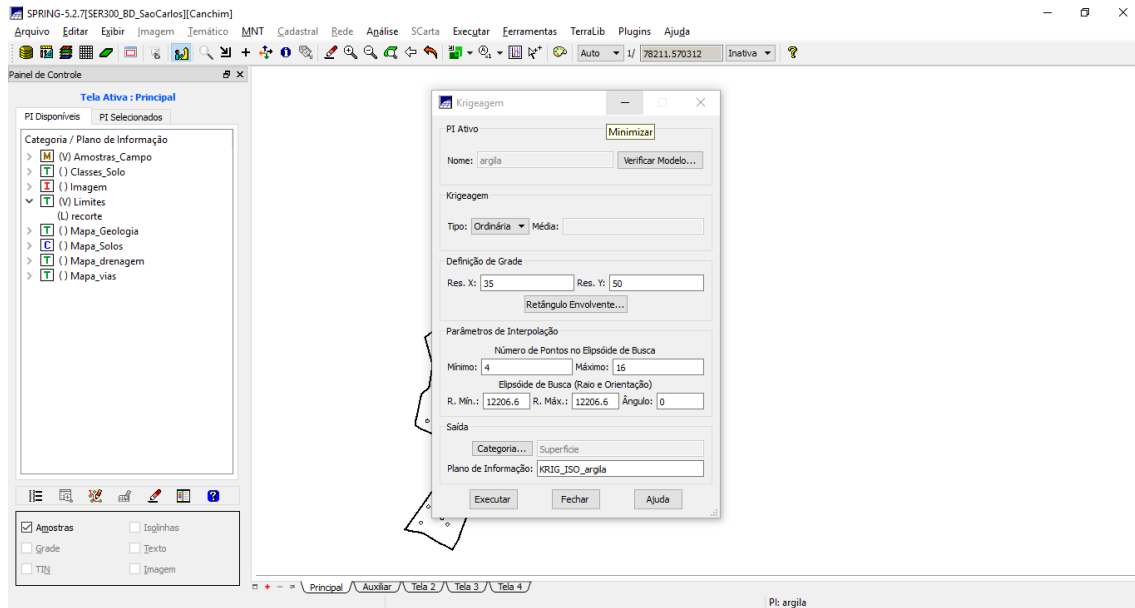 SPRING-5.2.7[SER300_BD_SaoCarlos][Canchim]
Arquivo Editar Exibir Imagem Temático MNT Cadastral Rede Análise SCarta Executar Ferramentas TerraLib Plugins Ajuda
Auto 1/ 78211.570312 Inativa
Painel de Controle
Tela Ativa : Principal
PI Disponíveis PI Selecionados
Categoria / Plano de Informação
M (V) Amostras_Campo
T () Classes_Solo
I () Imagem
T (V) Limites
(L) recorte
T () Mapa_Geologia
C () Mapa_Solos
T () Mapa_drenagem
T () Mapa_vias
Amostras Isolinhas
Grade Texto
TIN Imagem
Krigeagem
Minimizar
PI Ativo
Nome: argila Verificar Modelo...
Krigeagem
Tipo: Ordinária Média:
Definição de Grade
Res. X: 35 Res. Y: 50
Retângulo Envolvente...
Parâmetros de Interpolação
Número de Pontos no Elipsóide de Busca
Mínimo: 4 Máximo: 16
Elipsóide de Busca (Raio e Orientação)
R. Mín.: 12206.6 R. Máx.: 12206.6 Ângulo: 0
Saída
Categoria... Superficie
Plano de Informação: KRIG_ISO_argila
Executar Fechar Ajuda
Principal Auxiliar Tela 2 Tela 3 Tela 4
PI: argila